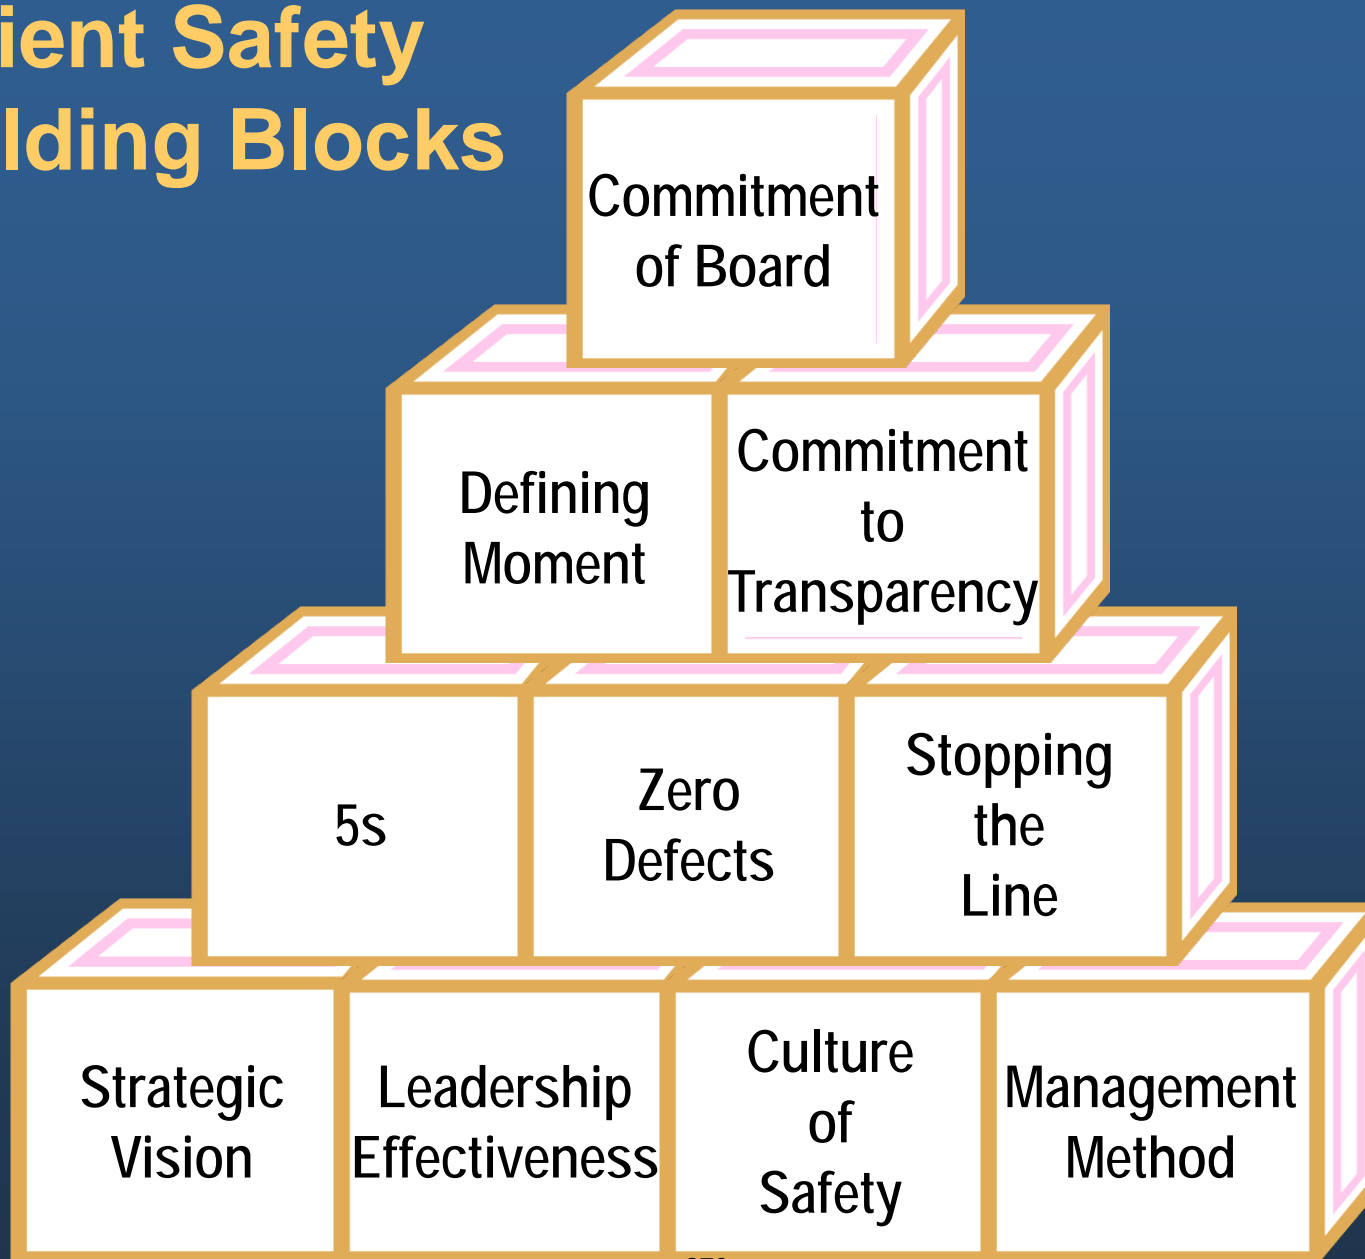 ient Safety
lding Blocks
Commitment
of Board
Defining
Moment
Commitment
to
Transparency
5s
Zero
Defects
Stopping
the
Line
Strategic
Vision
Leadership
Effectiveness
Culture
of
Safety
Management
Method